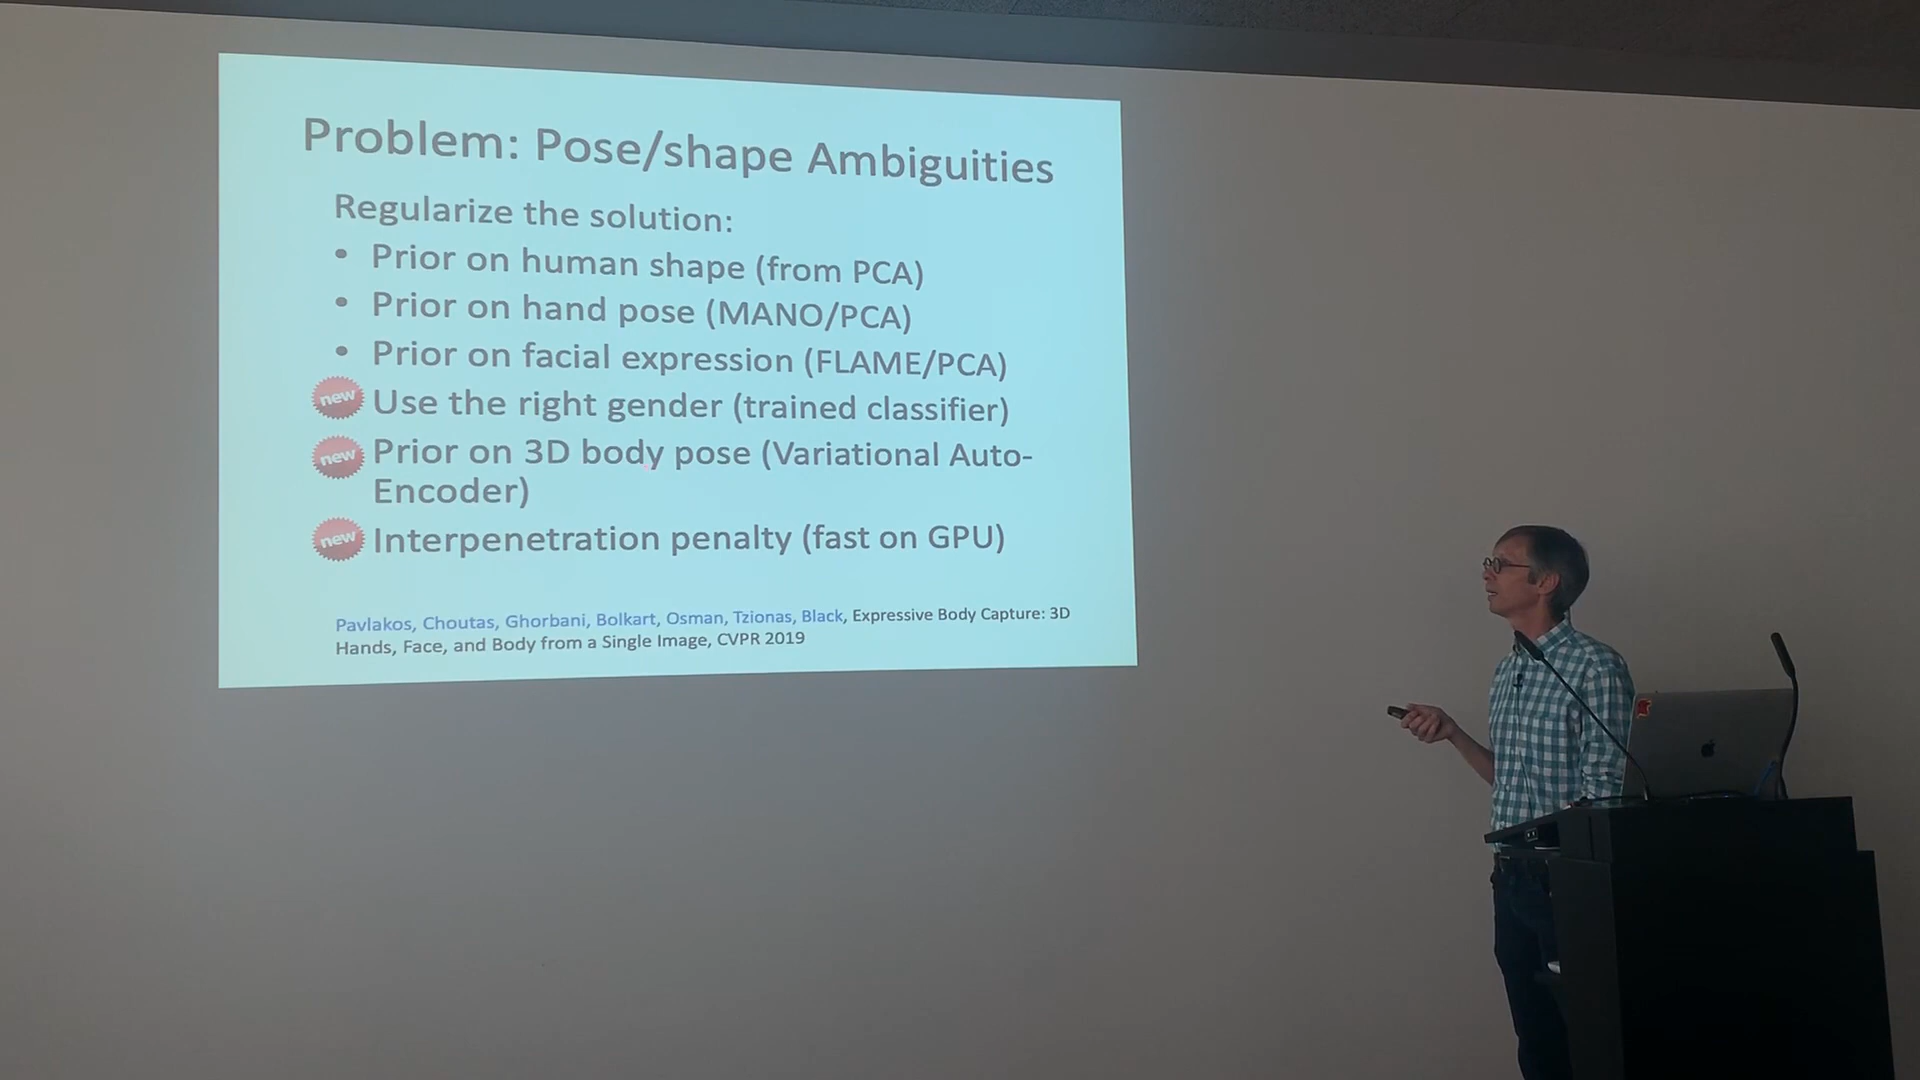 Problem: Pose/shape Ambiguities
Regularize the solution:
• Prior on human shape (from PCA)
• Prior on hand pose (MANO/PCA)
• Prior on facial expression (FLAME/PCA)
new Use the right gender (trained classifier)
new Prior on 3D body pose (Variational Auto-
Encoder)
new Interpenetration penalty (fast on GPU)
Pavlakos, Choutas, Ghorbani, Bolkart, Osman, Tzionas, Black, Expressive Body Capture: 3D
Hands, Face, and Body from a Single Image, CVPR 2019